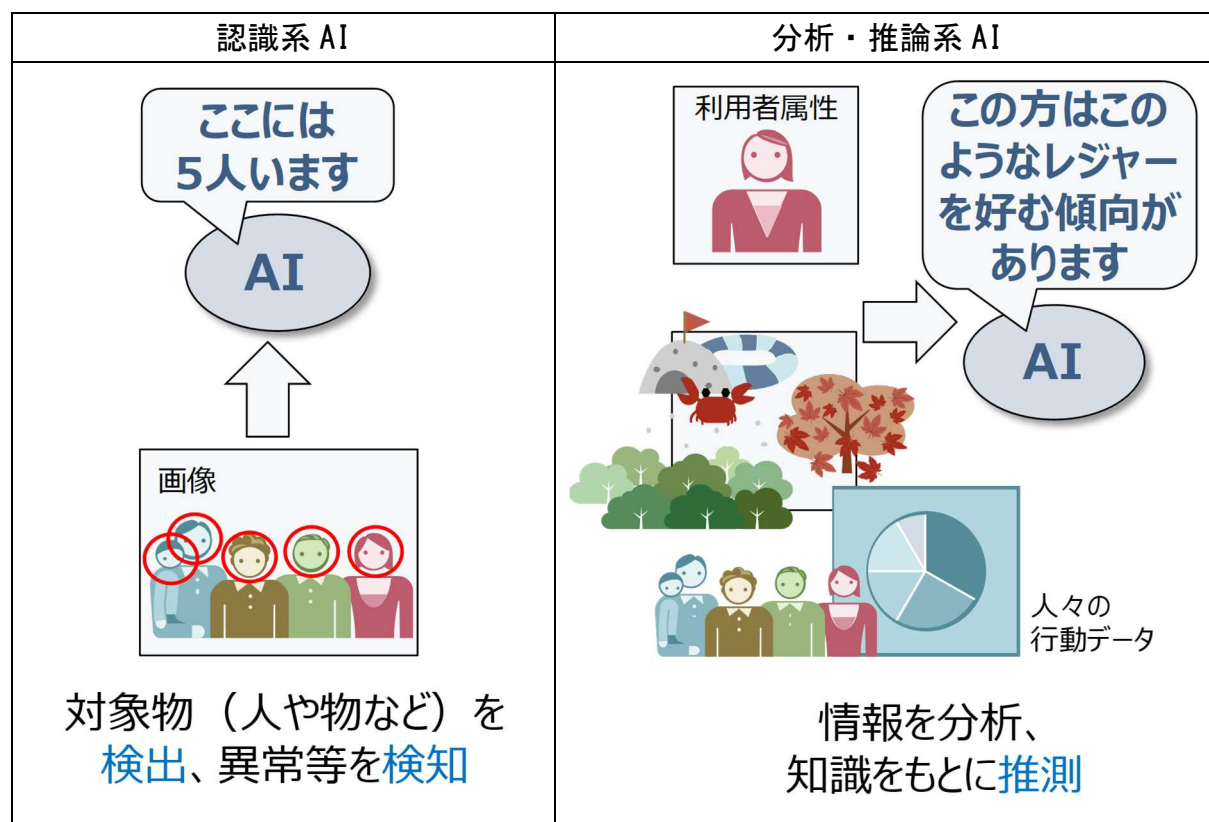 認識系 AI
ここには
5人います
AI
画像
対象物（人や物など）を
検出、異常等を検知
分析・推論系 AI
利用者属性
この方はこの
ようなレジャー
を好む傾向が
あります
AI
人々の
行動データ
情報を分析、
知識をもとに推測